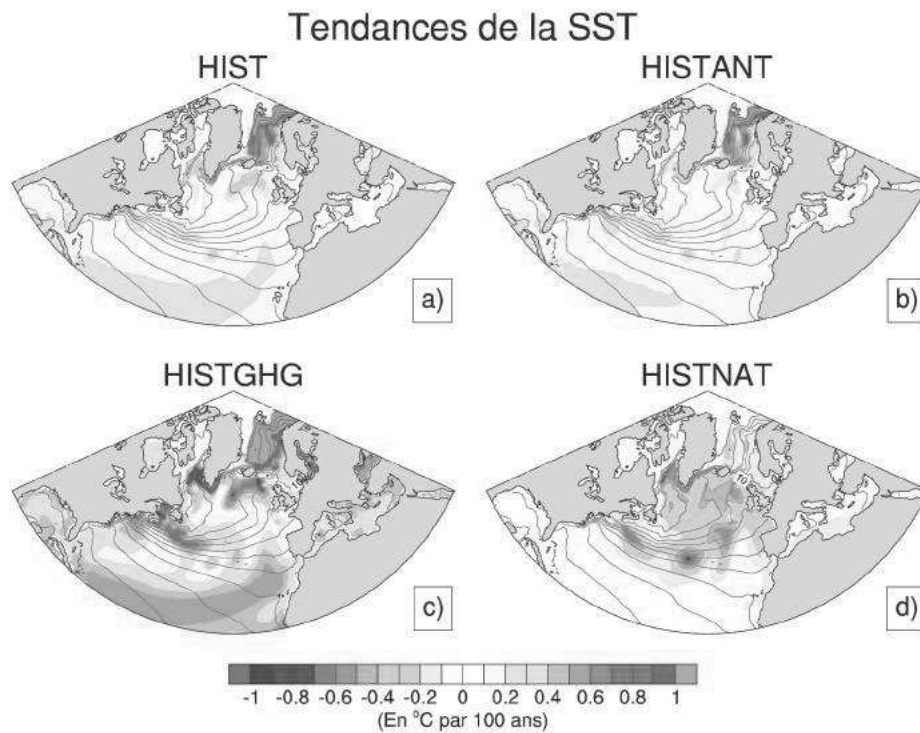 Tendances de la SST
HIST
HISTANT
a)
b)
HISTGHG
HISTNAT
10
c)
d)
-1 -0.8 -0.6 -0.4 -0.2 0 0.2 0.4 0.6 0.8 1
(En °C par 100 ans)